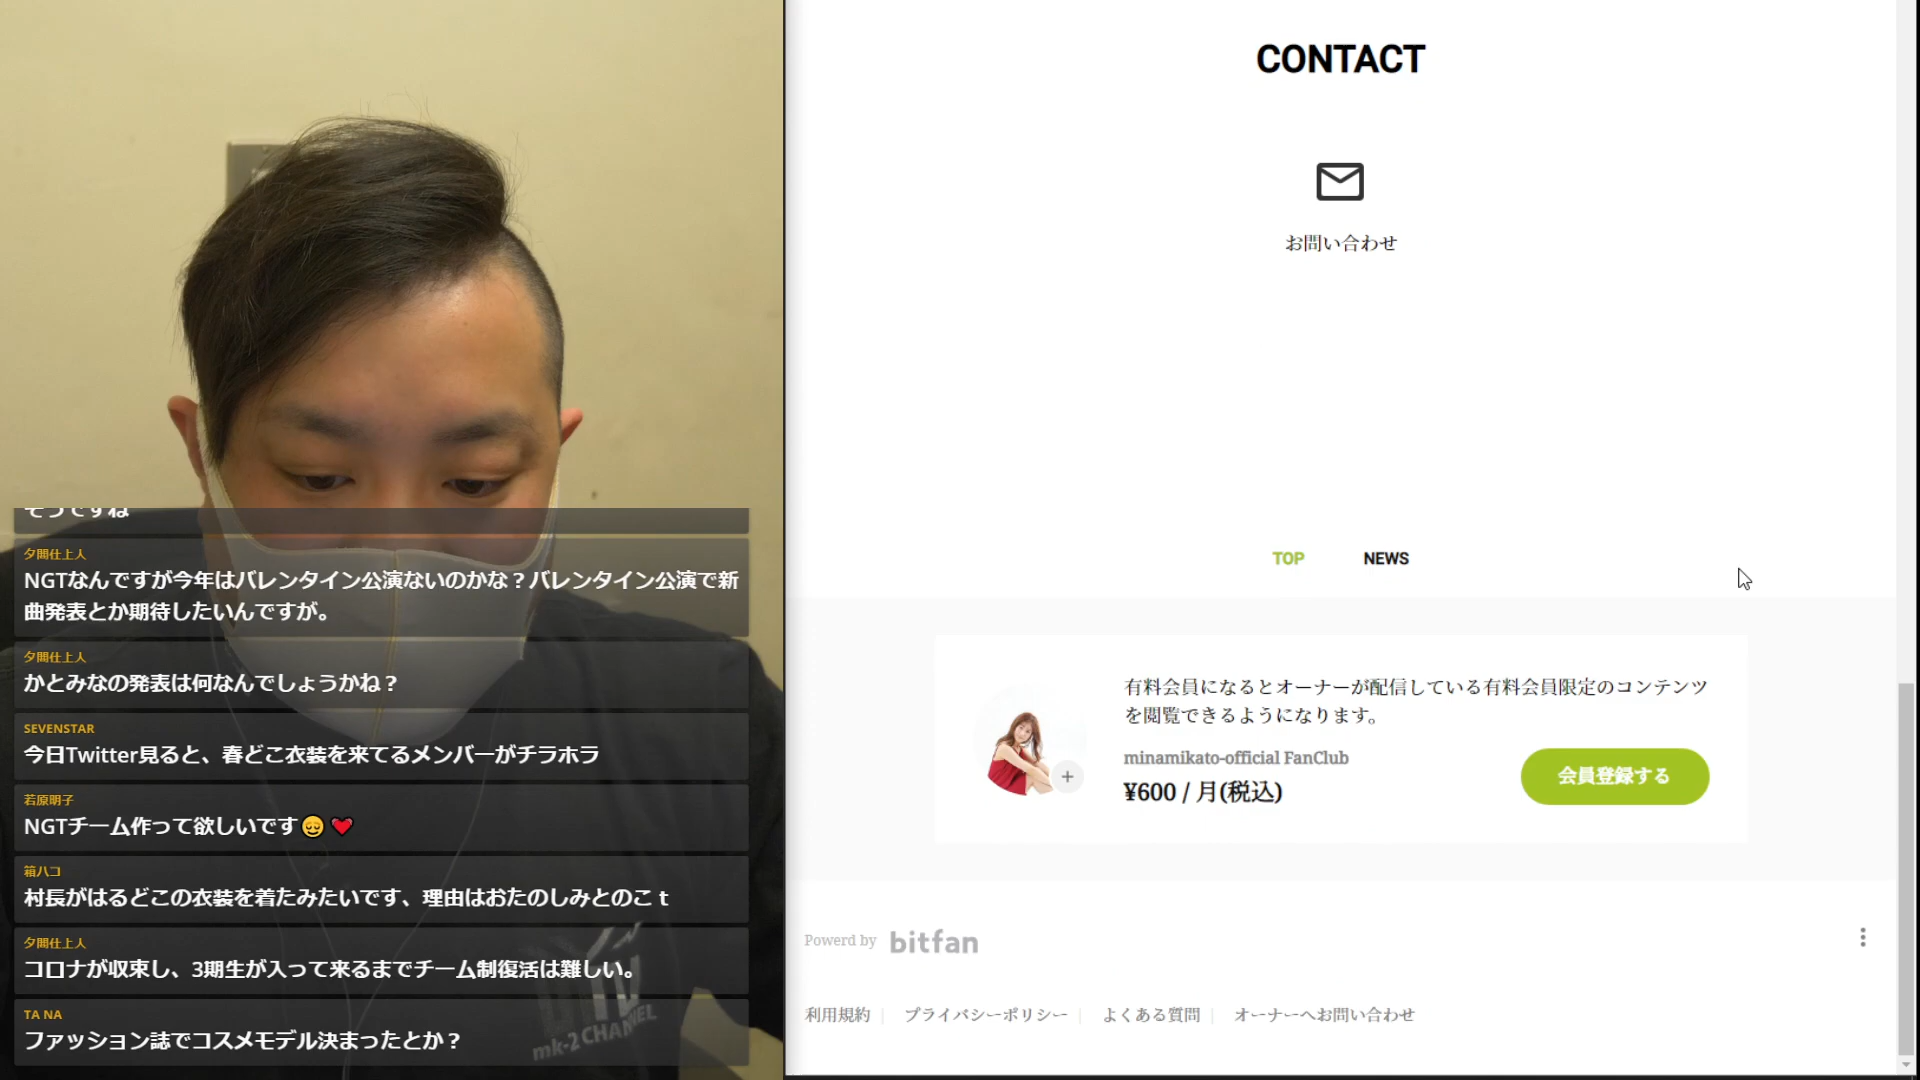 そうですね
夕闇仕上人
NGTなんですが今年はバレンタイン公演ないのかな？バレンタイン公演で新
曲発表とか期待したいんですが。
夕闇仕上人
かとみなの発表は何なんでしょうかね？
SEVENSTAR
今日Twitter見ると、春どこ衣装を来てるメンバーがチラホラ
若原明子
NGTチーム作って欲しいです😌 ❤️
箱ハコ
村長がはるどこの衣装を着たみたいです、理由はおたのしみとのこｔ
夕闇仕上人
コロナが収束し、3期生が入って来るまでチーム制復活は難しい。
TA NA
ファッション誌でコスメモデル決まったとか？
mk-2 CHANNEL
CONTACT
お問い合わせ
TOP
NEWS
有料会員になるとオーナーが配信している有料会員限定のコンテンツ
を閲覧できるようになります。
minamikato-official FanClub
¥600 / 月(税込)
会員登録する
Powerd by bitfan
利用規約 | プライバシーポリシー | よくある質問 | オーナーへお問い合わせ